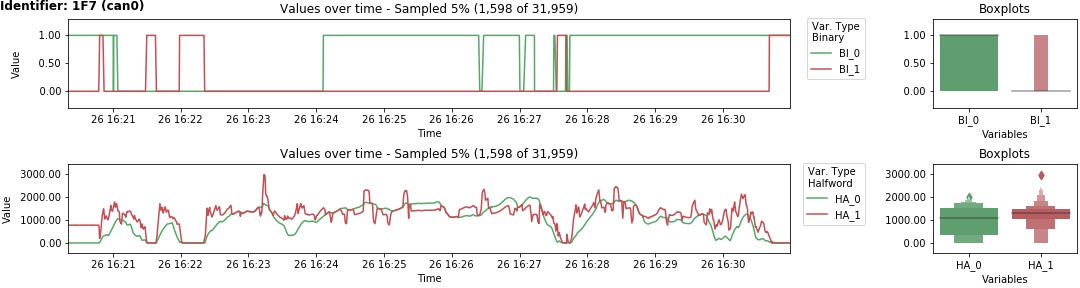 Identifier: 1F7 (can0)
Values over time - Sampled 5% (1,598 of 31,959)
Value
1.00
0.50
0.00
26 16:21 26 16:22 26 16:23 26 16:24 26 16:25 26 16:26 26 16:27 26 16:28 26 16:29 26 16:30
Time
Var. Type
Binary
BI_0
BI_1
Boxplots
1.00
0.50
0.00
BI_0 BI_1
Variables
Values over time - Sampled 5% (1,598 of 31,959)
Value
3000.00
2000.00
1000.00
0.00
26 16:21 26 16:22 26 16:23 26 16:24 26 16:25 26 16:26 26 16:27 26 16:28 26 16:29 26 16:30
Time
Var. Type
Halfword
HA_0
HA_1
Boxplots
3000.00
2000.00
1000.00
0.00
HA_0 HA_1
Variables